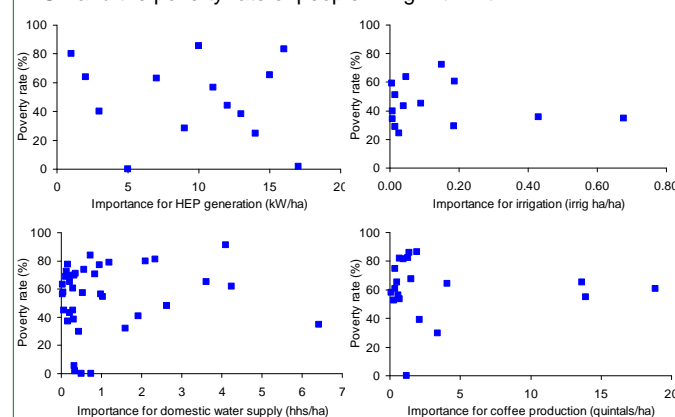 Poverty rate (%)
100
80
60
40
20
0
0 5 10 15 20
Importance for HEP generation (kW/ha)
Poverty rate (%)
100
80
60
40
20
0
0.00 0.20 0.40 0.60 0.80
Importance for irrigation (irrig ha/ha)
Poverty rate (%)
100
80
60
40
20
0
0 1 2 3 4 5 6 7
Importance for domestic water supply (hhs/ha)
Poverty rate (%)
100
80
60
40
20
0
0 5 10 15 20
Importance for coffee production (quintals/ha)